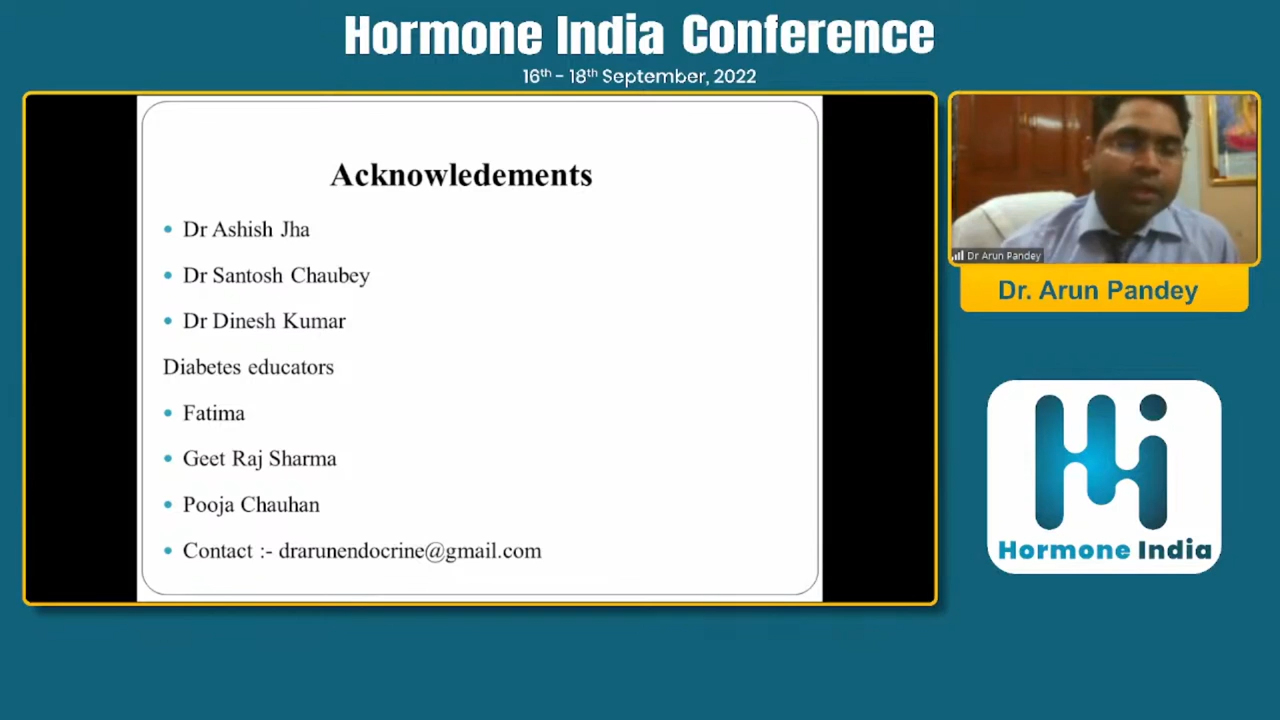 Hormone India Conference
16th - 18th September, 2022
Acknowledements
• Dr Ashish Jha
• Dr Santosh Chaubey
• Dr Dinesh Kumar
Diabetes educators
• Fatima
• Geet Raj Sharma
• Pooja Chauhan
• Contact :- drarunendocrine@gmail.com
Dr Arun Pandey
Dr. Arun Pandey
Hi
Hormone India